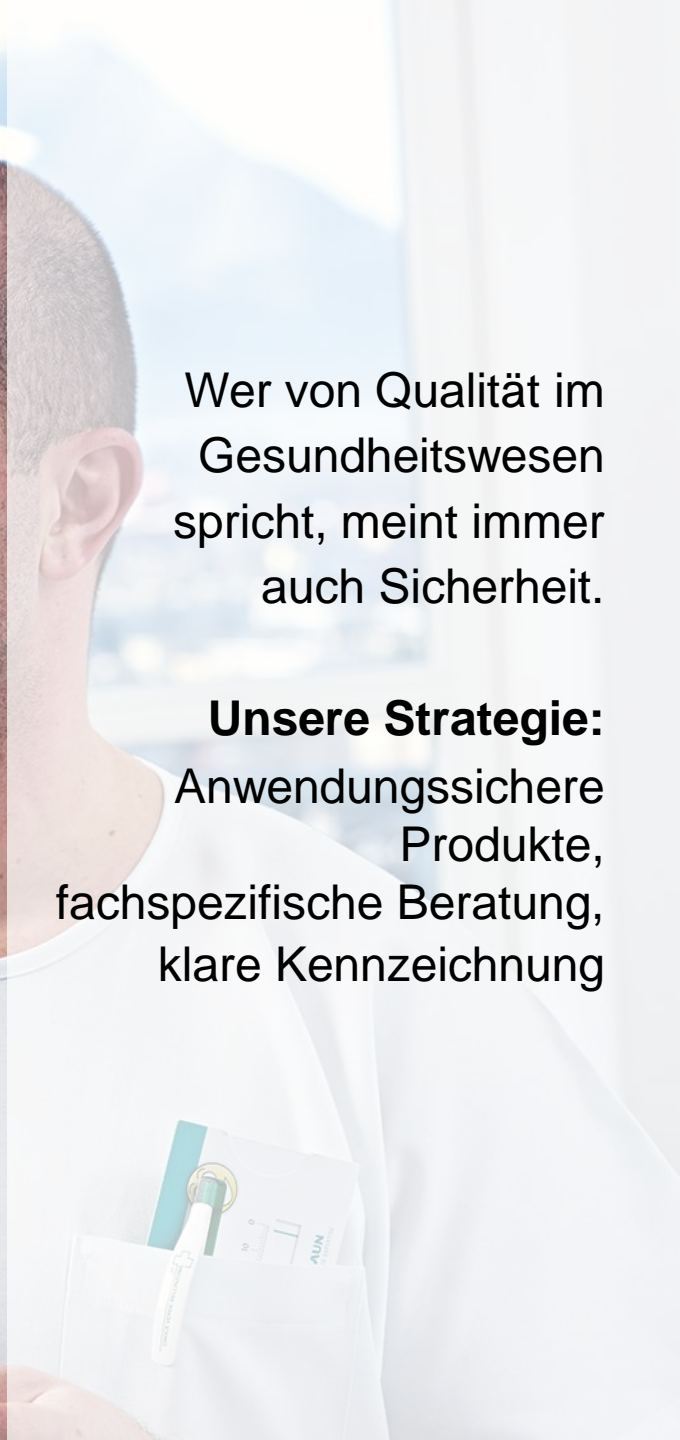 Wer von Qualität im
Gesundheitswesen
spricht, meint immer
auch Sicherheit.
Unsere Strategie:
Anwendungssichere
Produkte,
fachspezifische Beratung,
klare Kennzeichnung